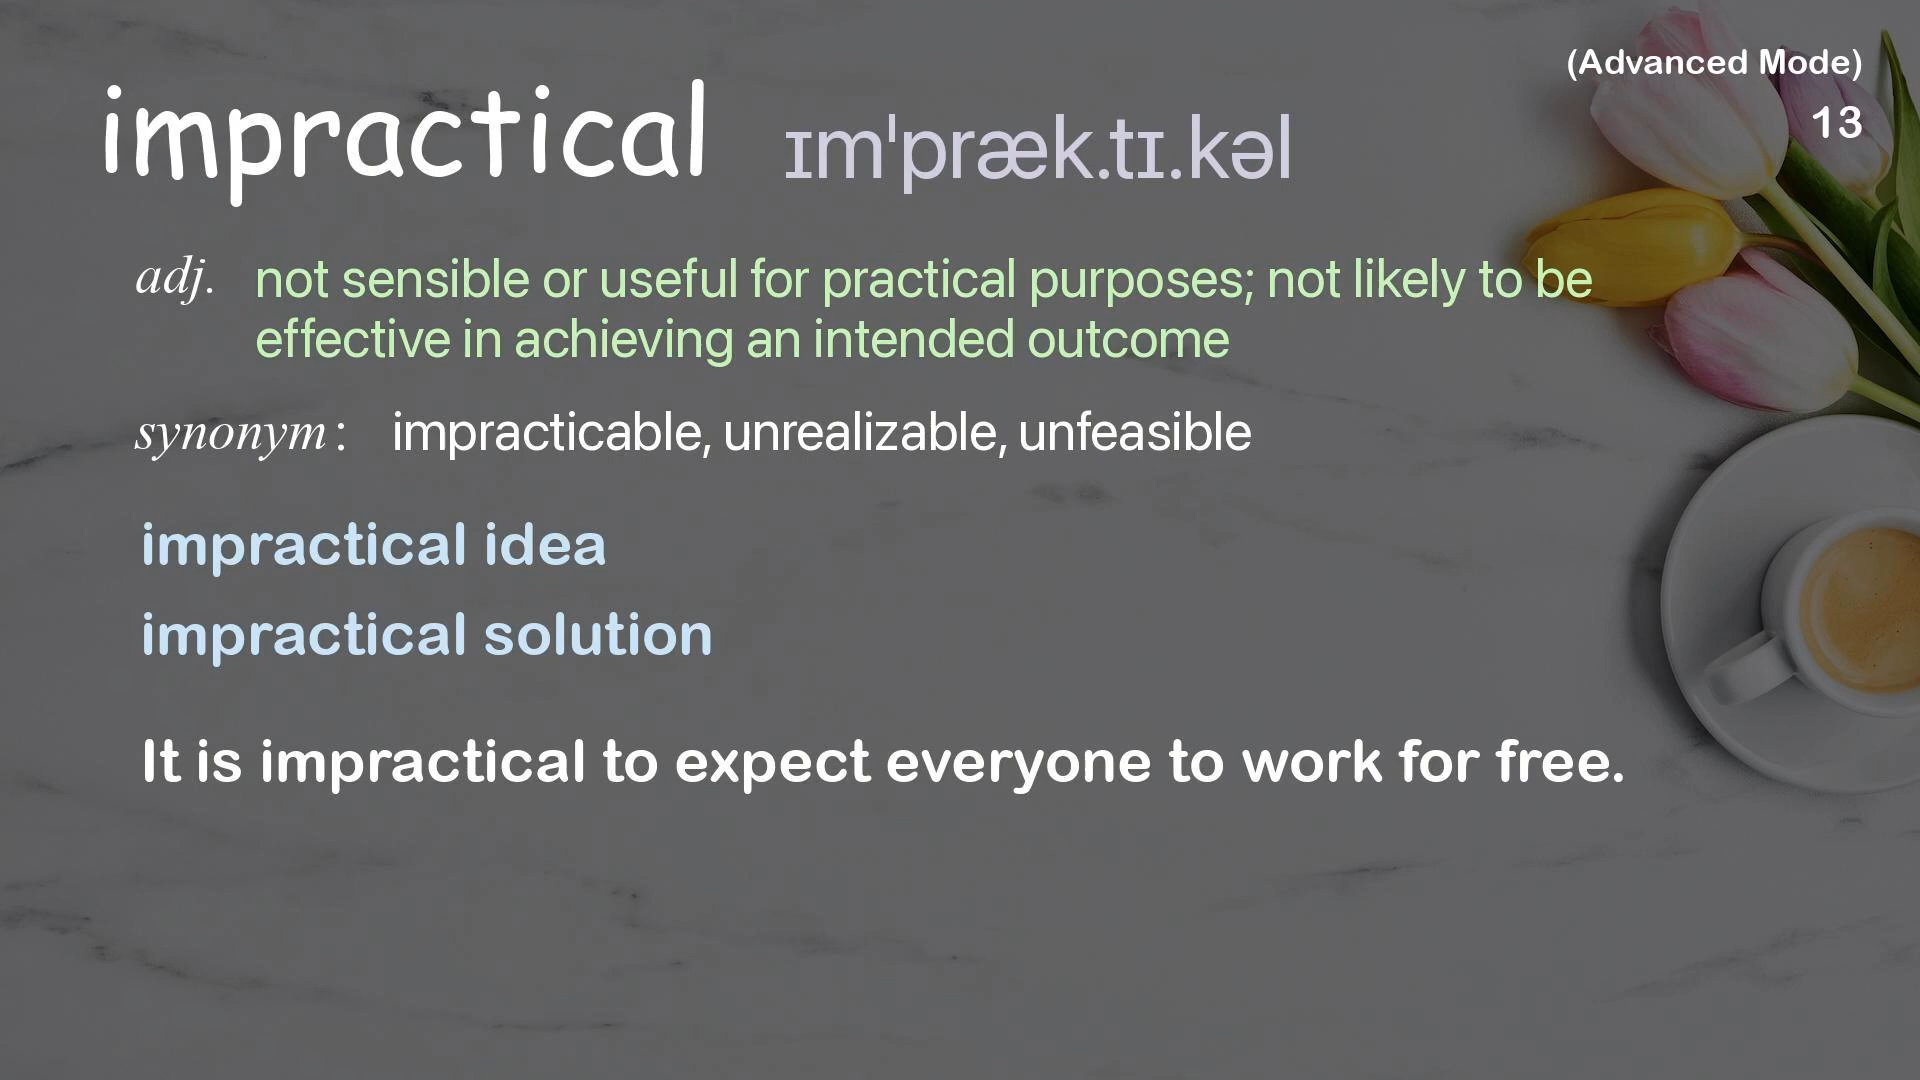 (Advanced Mode)
13
impractical ɪmˈpræk.tɪ.kəl
adj. not sensible or useful for practical purposes; not likely to be
effective in achieving an intended outcome
synonym: impracticable, unrealizable, unfeasible
impractical idea
impractical solution
It is impractical to expect everyone to work for free.